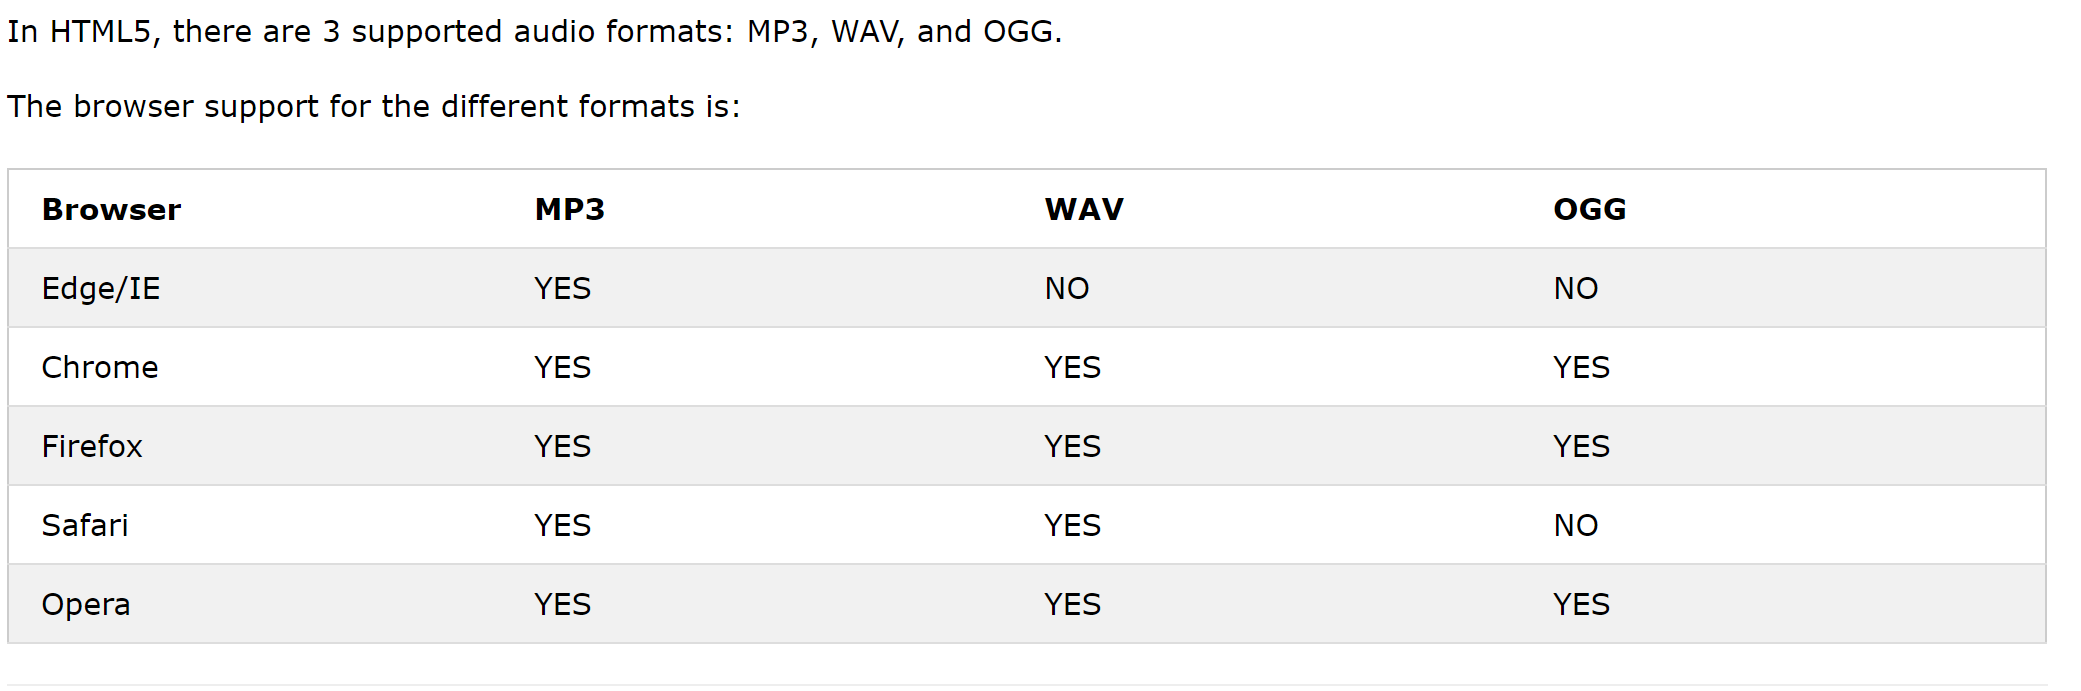 In HTML5, there are 3 supported audio formats: MP3, WAV, and OGG.
The browser support for the different formats is:
Browser MP3 WAV OGG
Edge/IE YES NO NO
Chrome YES YES YES
Firefox YES YES YES
Safari YES YES NO
Opera YES YES YES